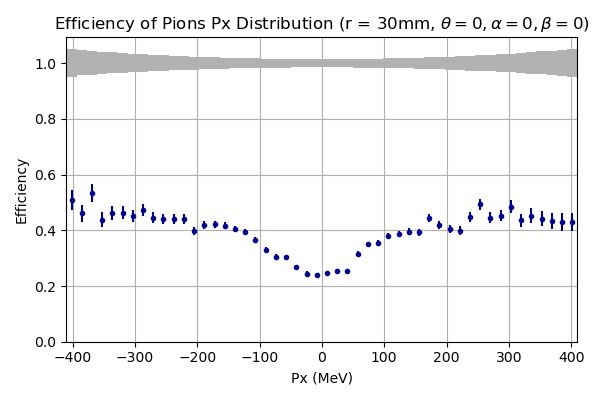 Efficiency of Pions Px Distribution (r = 30mm, θ = 0, α = 0, β = 0)
1.0
0.8
0.6
0.4
0.2
0.0
Efficiency
−400 −300 −200 −100 0 100 200 300 400
Px (MeV)